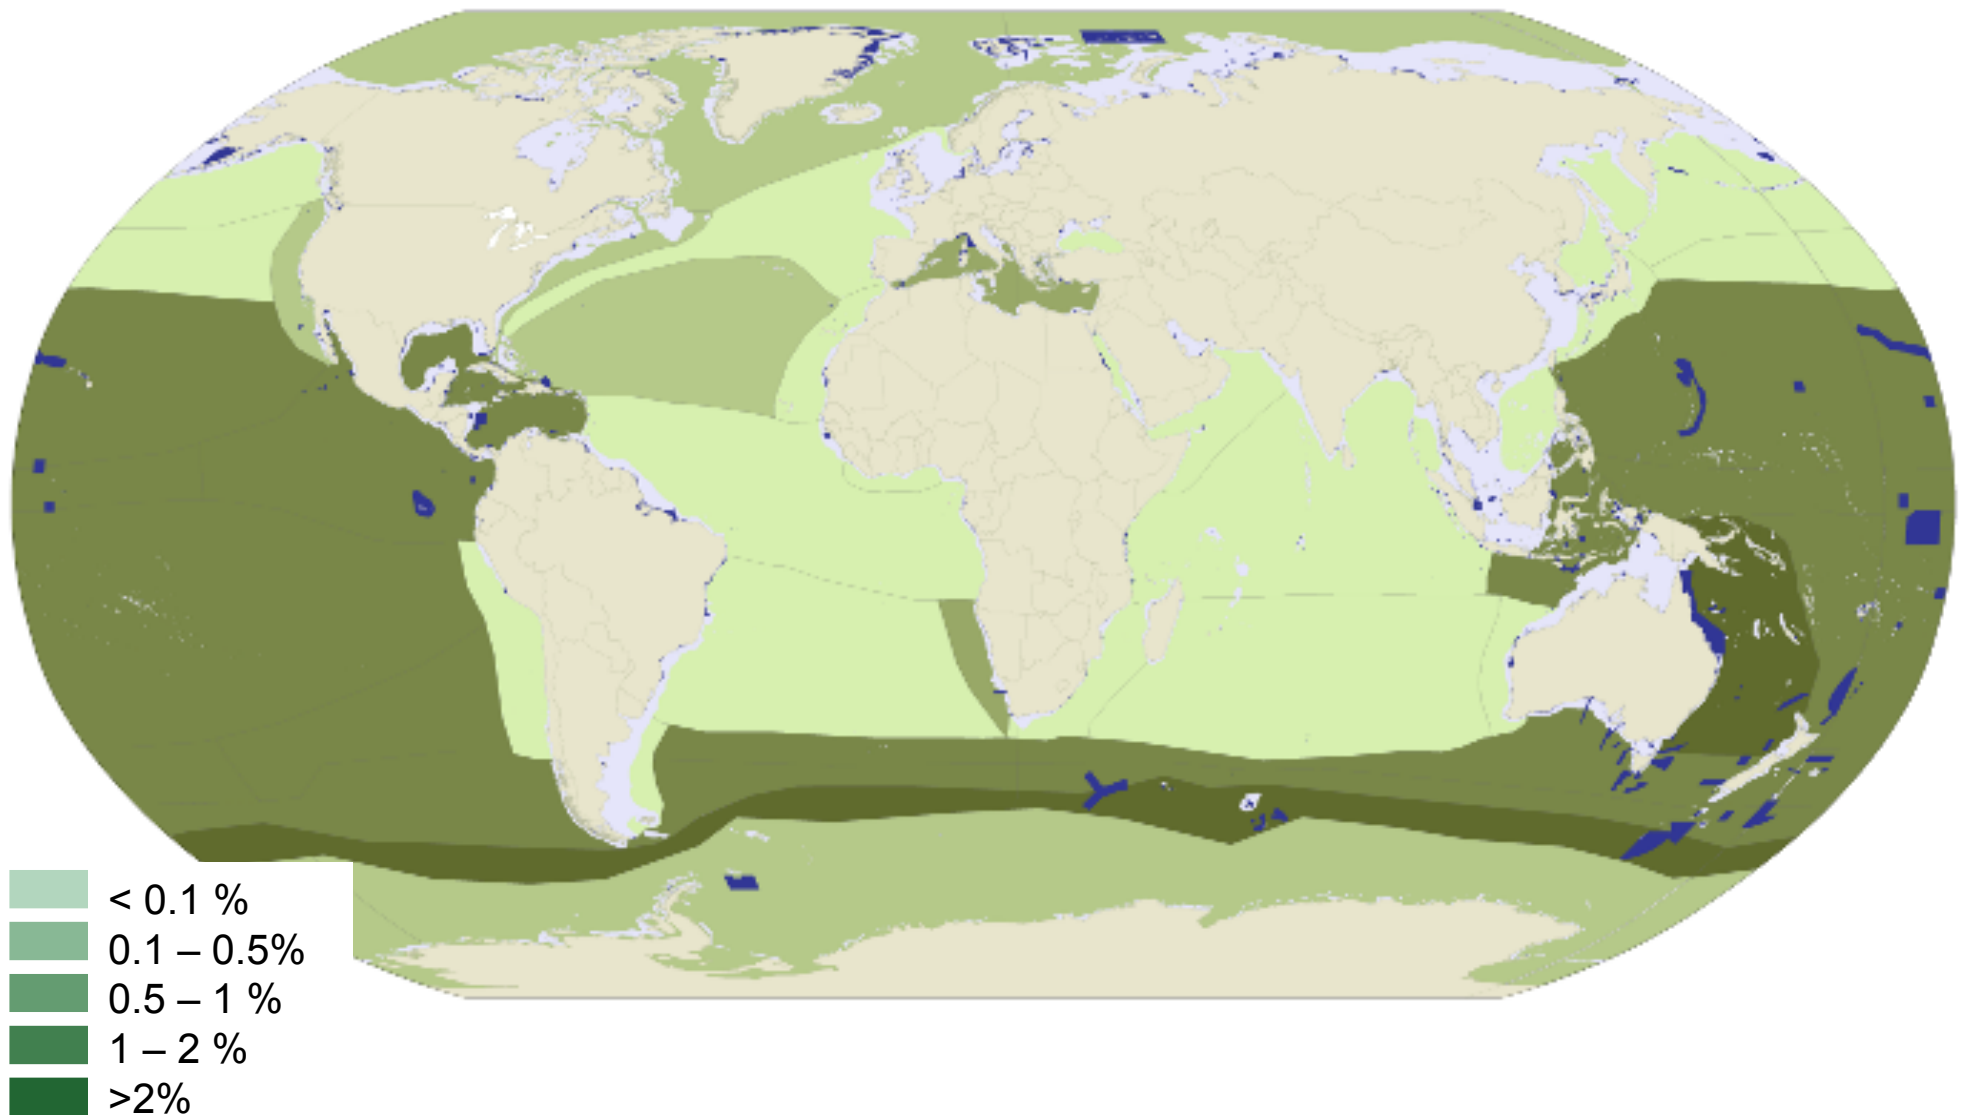 < 0.1 %
0.1 – 0.5%
0.5 – 1 %
1 – 2 %
>2%